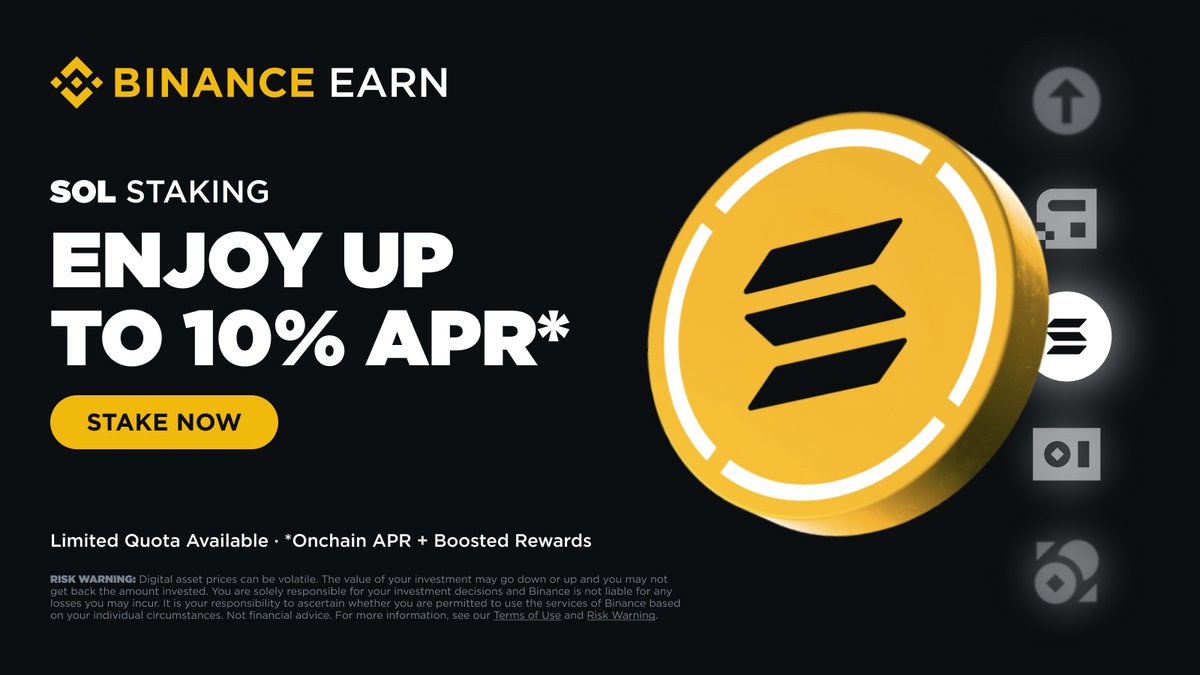 BINANCE EARN
SOL STAKING
ENJOY UP
TO 10% APR*
STAKE NOW
Limited Quota Available · *Onchain APR + Boosted Rewards
RISK WARNING: Digital asset prices can be volatile. The value of your investment may go down or up and you may not
get back the amount invested. You are solely responsible for your investment decisions and Binance is not liable for any
losses you may incur. It is your responsibility to ascertain whether you are permitted to use the services of Binance based
on your individual circumstances. Not financial advice. For more information, see our Terms of Use and Risk Warning.